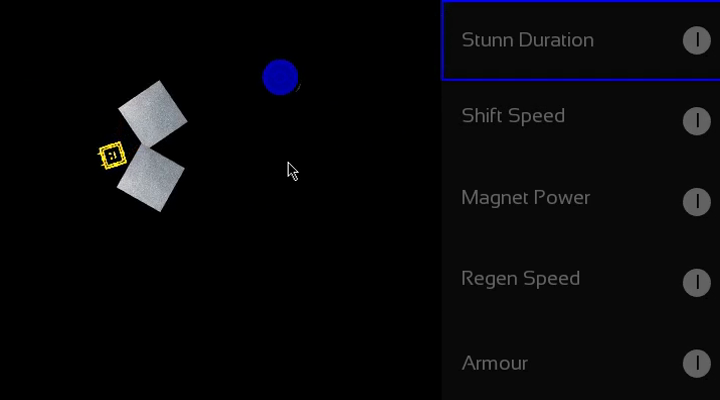 Stunn Duration
Shift Speed
Magnet Power
Regen Speed
Armour